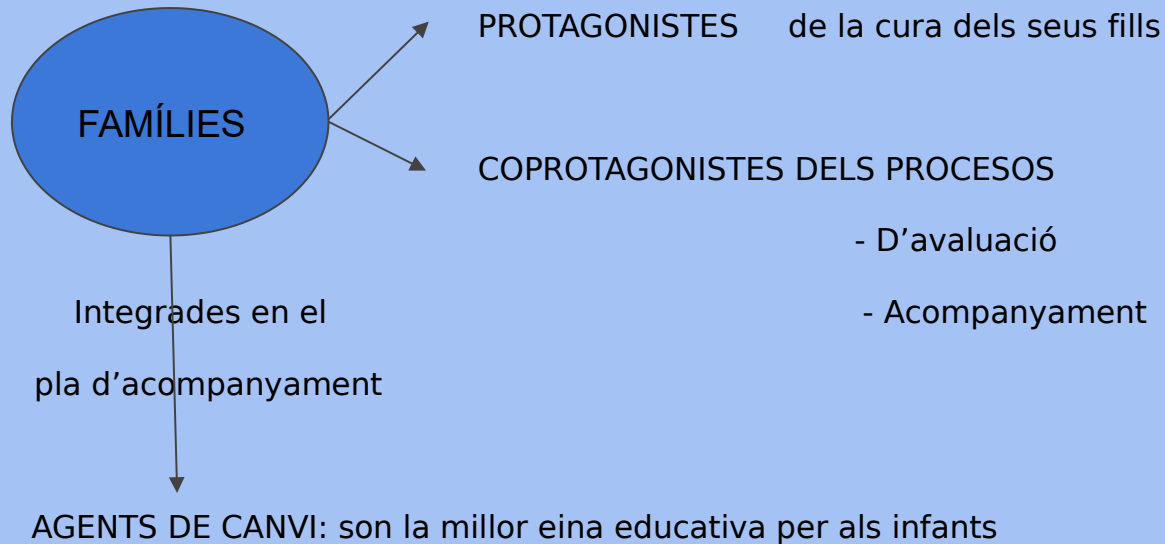 PROTAGONISTES de la cura dels seus fills
FAMÍLIES
COPROTAGONISTES DELS PROCESOS
- D’avaluació
Integrades en el
- Acompanyament
pla d’acompanyament
AGENTS DE CANVI: son la millor eina educativa per als infants